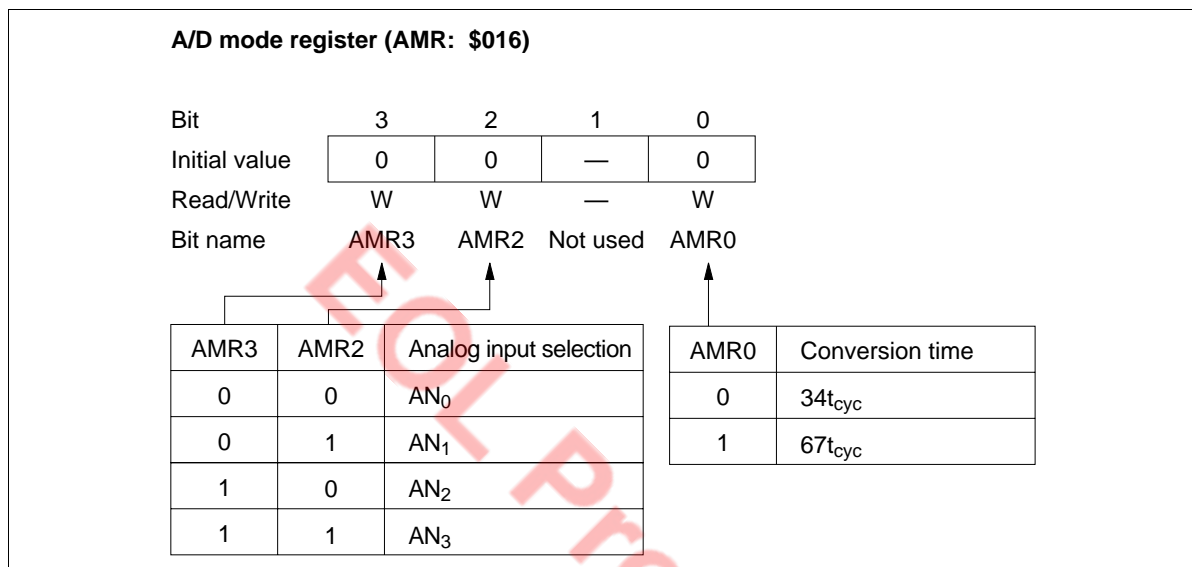 A/D mode register (AMR: $016)
Bit 3 2 1 0
Initial value 0 0 — 0
Read/Write W W — W
Bit name AMR3 AMR2 Not used AMR0
AMR3 AMR2 Analog input selection
0 0 AN0
0 1 AN1
1 0 AN2
1 1 AN3
AMR0 Conversion time
0 34tcyc
1 67tcyc
EOL Pro